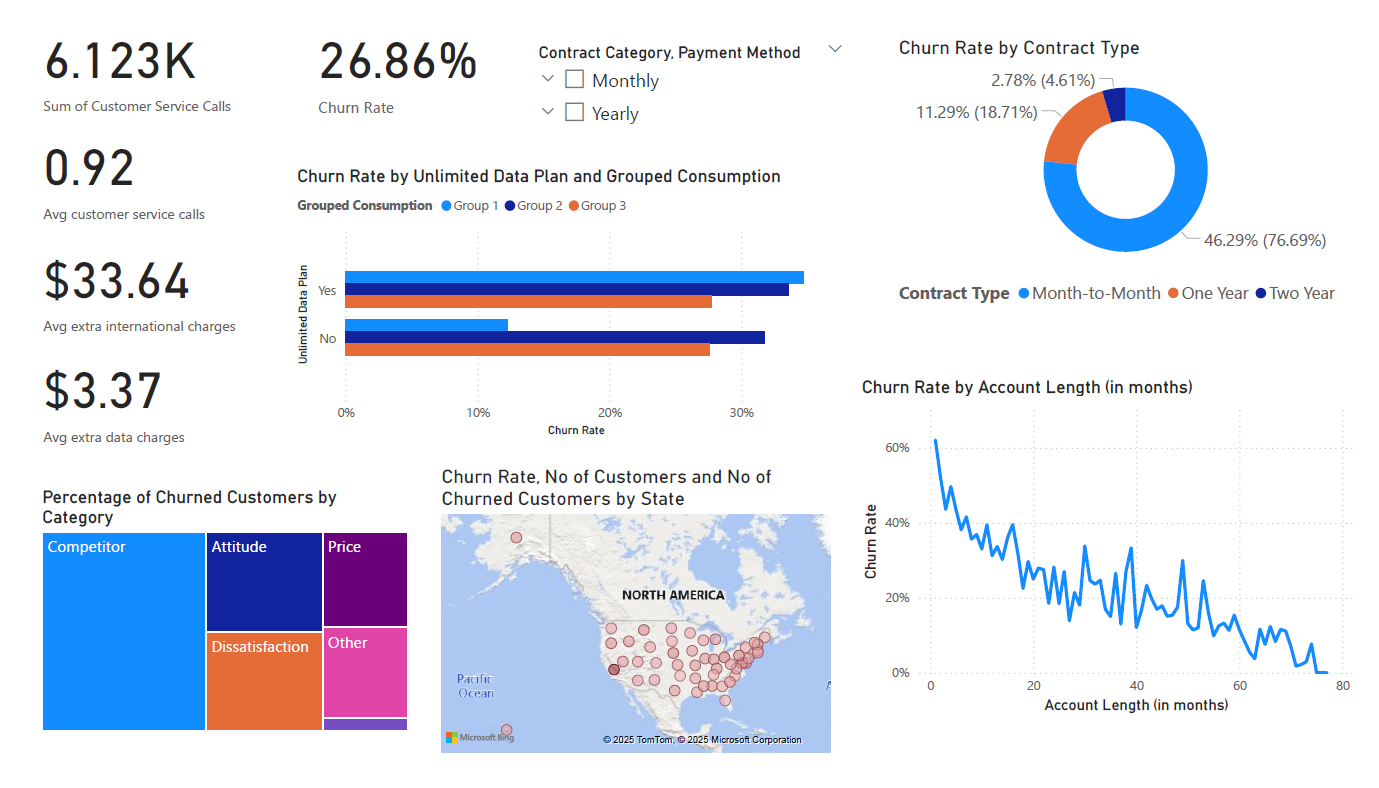 6.123K
Sum of Customer Service Calls
0.92
Avg customer service calls
$33.64
Avg extra international charges
$3.37
Avg extra data charges
26.86%
Churn Rate
Contract Category, Payment Method
Monthly
Yearly
Churn Rate by Unlimited Data Plan and Grouped Consumption
Grouped Consumption Group 1 Group 2 Group 3
Unlimited Data Plan
Yes
No
0% 10% 20% 30%
Churn Rate
Churn Rate by Contract Type
2.78% (4.61%)
11.29% (18.71%)
46.29% (76.69%)
Contract Type Month-to-Month One Year Two Year
Churn Rate by Account Length (in months)
Churn Rate
60%
40%
20%
0%
0 20 40 60 80
Account Length (in months)
Percentage of Churned Customers by
Category
Competitor
Attitude
Price
Dissatisfaction
Other
Churn Rate, No of Customers and No of
Churned Customers by State
NORTH AMERICA
Pacific
Ocean
A
Microsoft Bing
© 2025 TomTom, © 2025 Microsoft Corporation